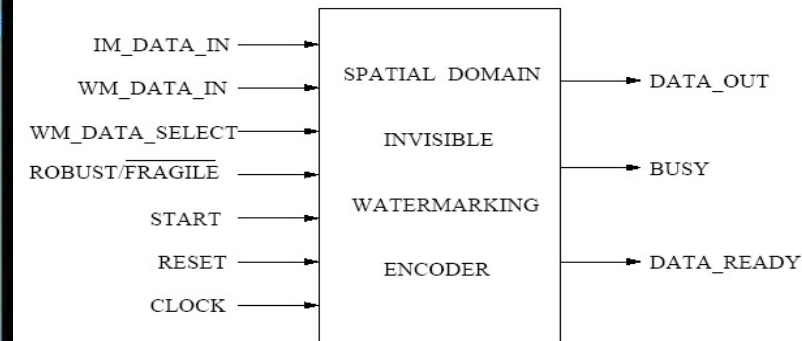 IM_DATA_IN
WM_DATA_IN
WM_DATA_SELECT
ROBUST/FRAGILE
START
RESET
CLOCK
SPATIAL DOMAIN
INVISIBLE
WATERMARKING
ENCODER
DATA_OUT
BUSY
DATA_READY